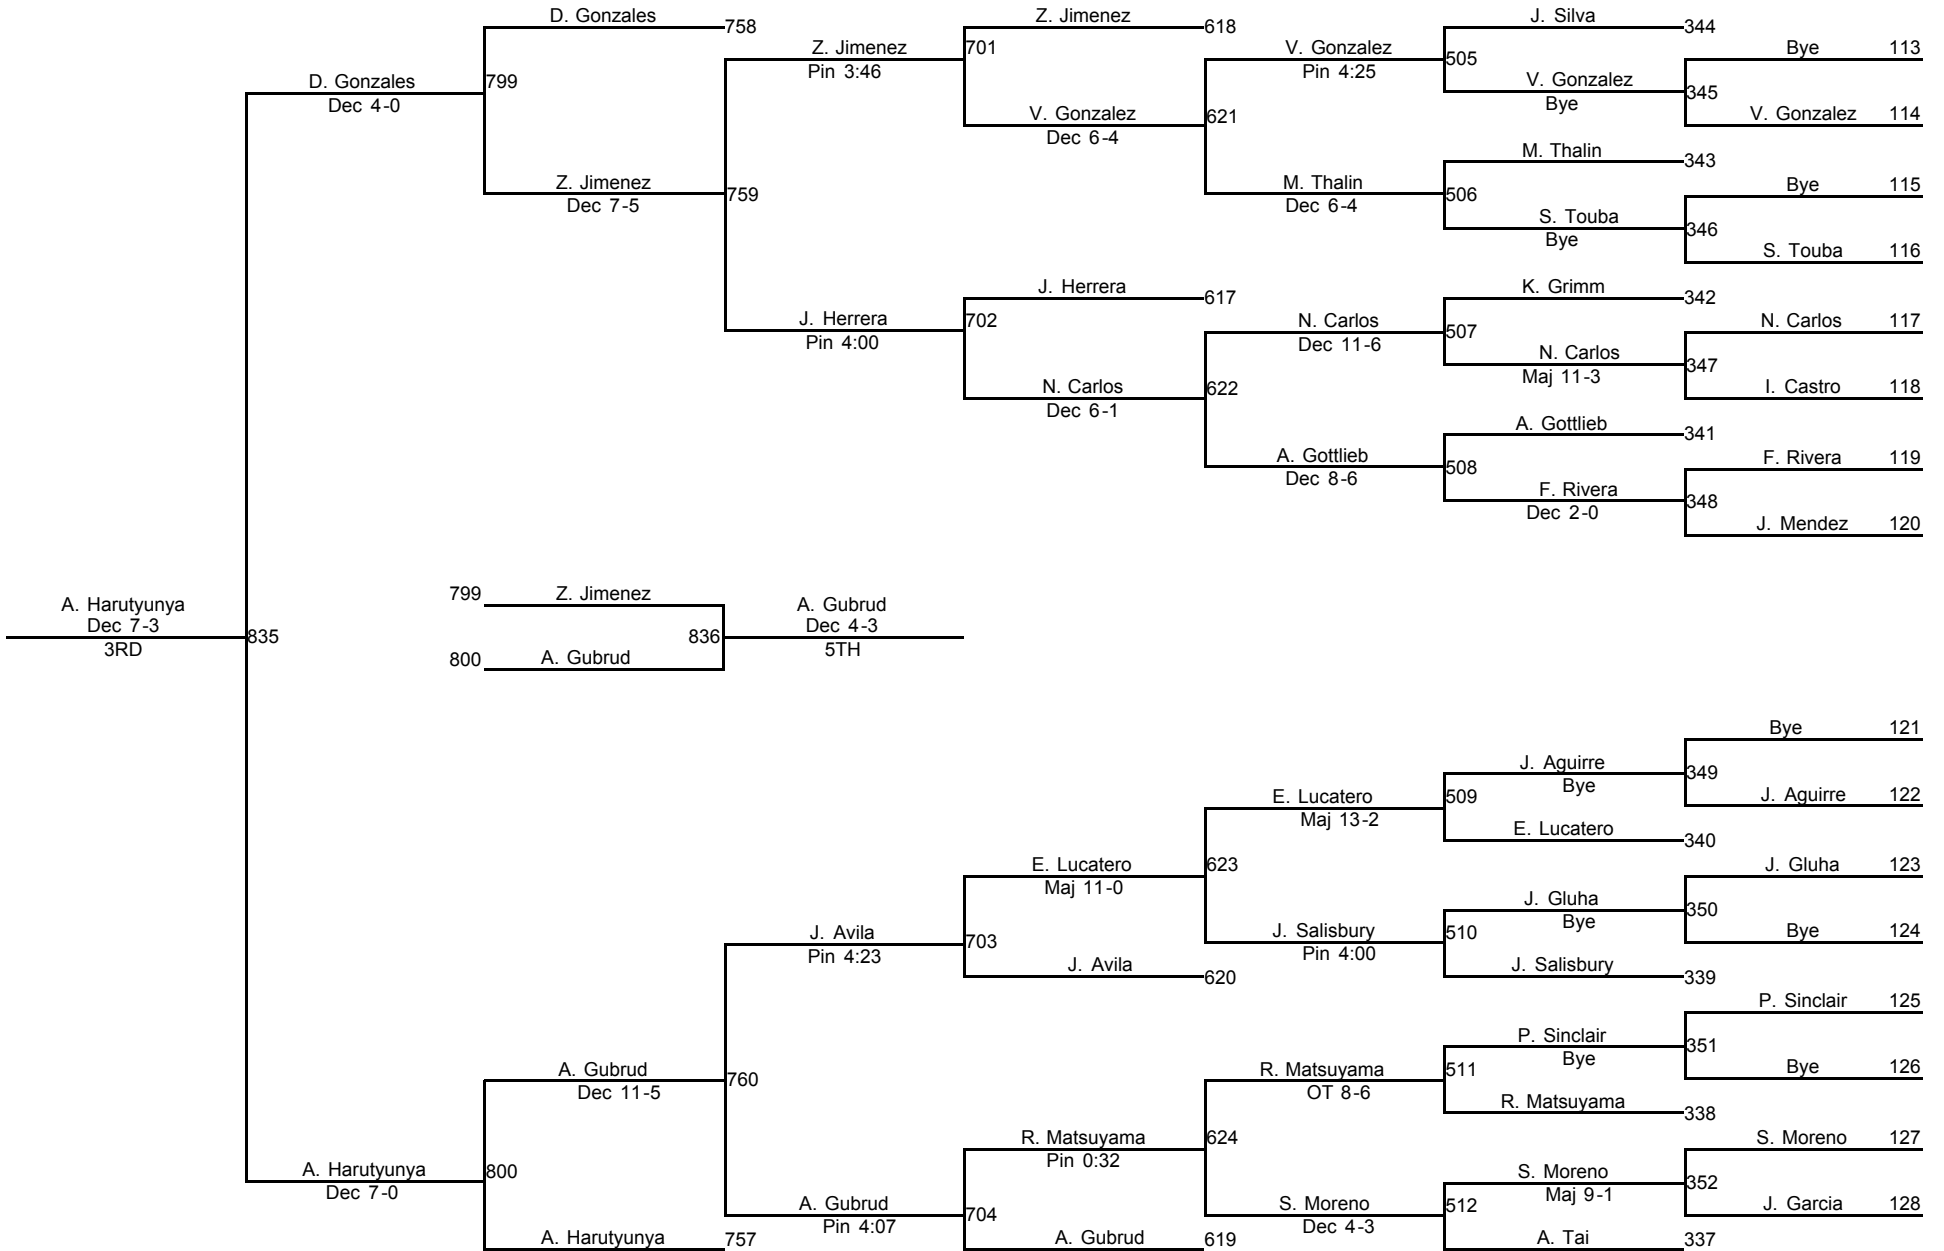 D. Gonzales
758
Z. Jimenez
618
J. Silva
344
Z. Jimenez
Pin 3:46
701
V. Gonzalez
Pin 4:25
505
Bye 113
D. Gonzales
Dec 4-0
799
V. Gonzalez
Bye
345
V. Gonzalez
Dec 6-4
621
V. Gonzalez 114
M. Thalin
343
Z. Jimenez
Dec 7-5
759
M. Thalin
Dec 6-4
506
Bye 115
S. Touba
Bye
346
S. Touba 116
J. Herrera
617
K. Grimm
342
J. Herrera
Pin 4:00
702
N. Carlos
Dec 11-6
507
N. Carlos 117
N. Carlos
Maj 11-3
347
N. Carlos
Dec 6-1
622
I. Castro 118
A. Gottlieb
341
A. Gottlieb
Dec 8-6
508
F. Rivera 119
F. Rivera
Dec 2-0
348
J. Mendez 120
A. Harutyunya
Dec 7-3
3RD
835
799 Z. Jimenez
800 A. Gubrud
836
A. Gubrud
Dec 4-3
5TH
Bye 121
J. Aguirre
Bye
349
E. Lucatero
Maj 13-2
509
J. Aguirre 122
E. Lucatero
340
E. Lucatero
Maj 11-0
623
J. Gluha 123
J. Gluha
Bye
350
J. Avila
Pin 4:23
703
J. Salisbury
Pin 4:00
510
Bye 124
J. Avila
620
J. Salisbury
339
P. Sinclair 125
P. Sinclair
Bye
351
A. Gubrud
Dec 11-5
760
R. Matsuyama
OT 8-6
511
Bye 126
R. Matsuyama
338
R. Matsuyama
Pin 0:32
624
S. Moreno 127
A. Harutyunya
Dec 7-0
800
S. Moreno
Maj 9-1
352
A. Gubrud
Pin 4:07
704
S. Moreno
Dec 4-3
512
J. Garcia 128
A. Harutyunya
757
A. Gubrud
619
A. Tai
337